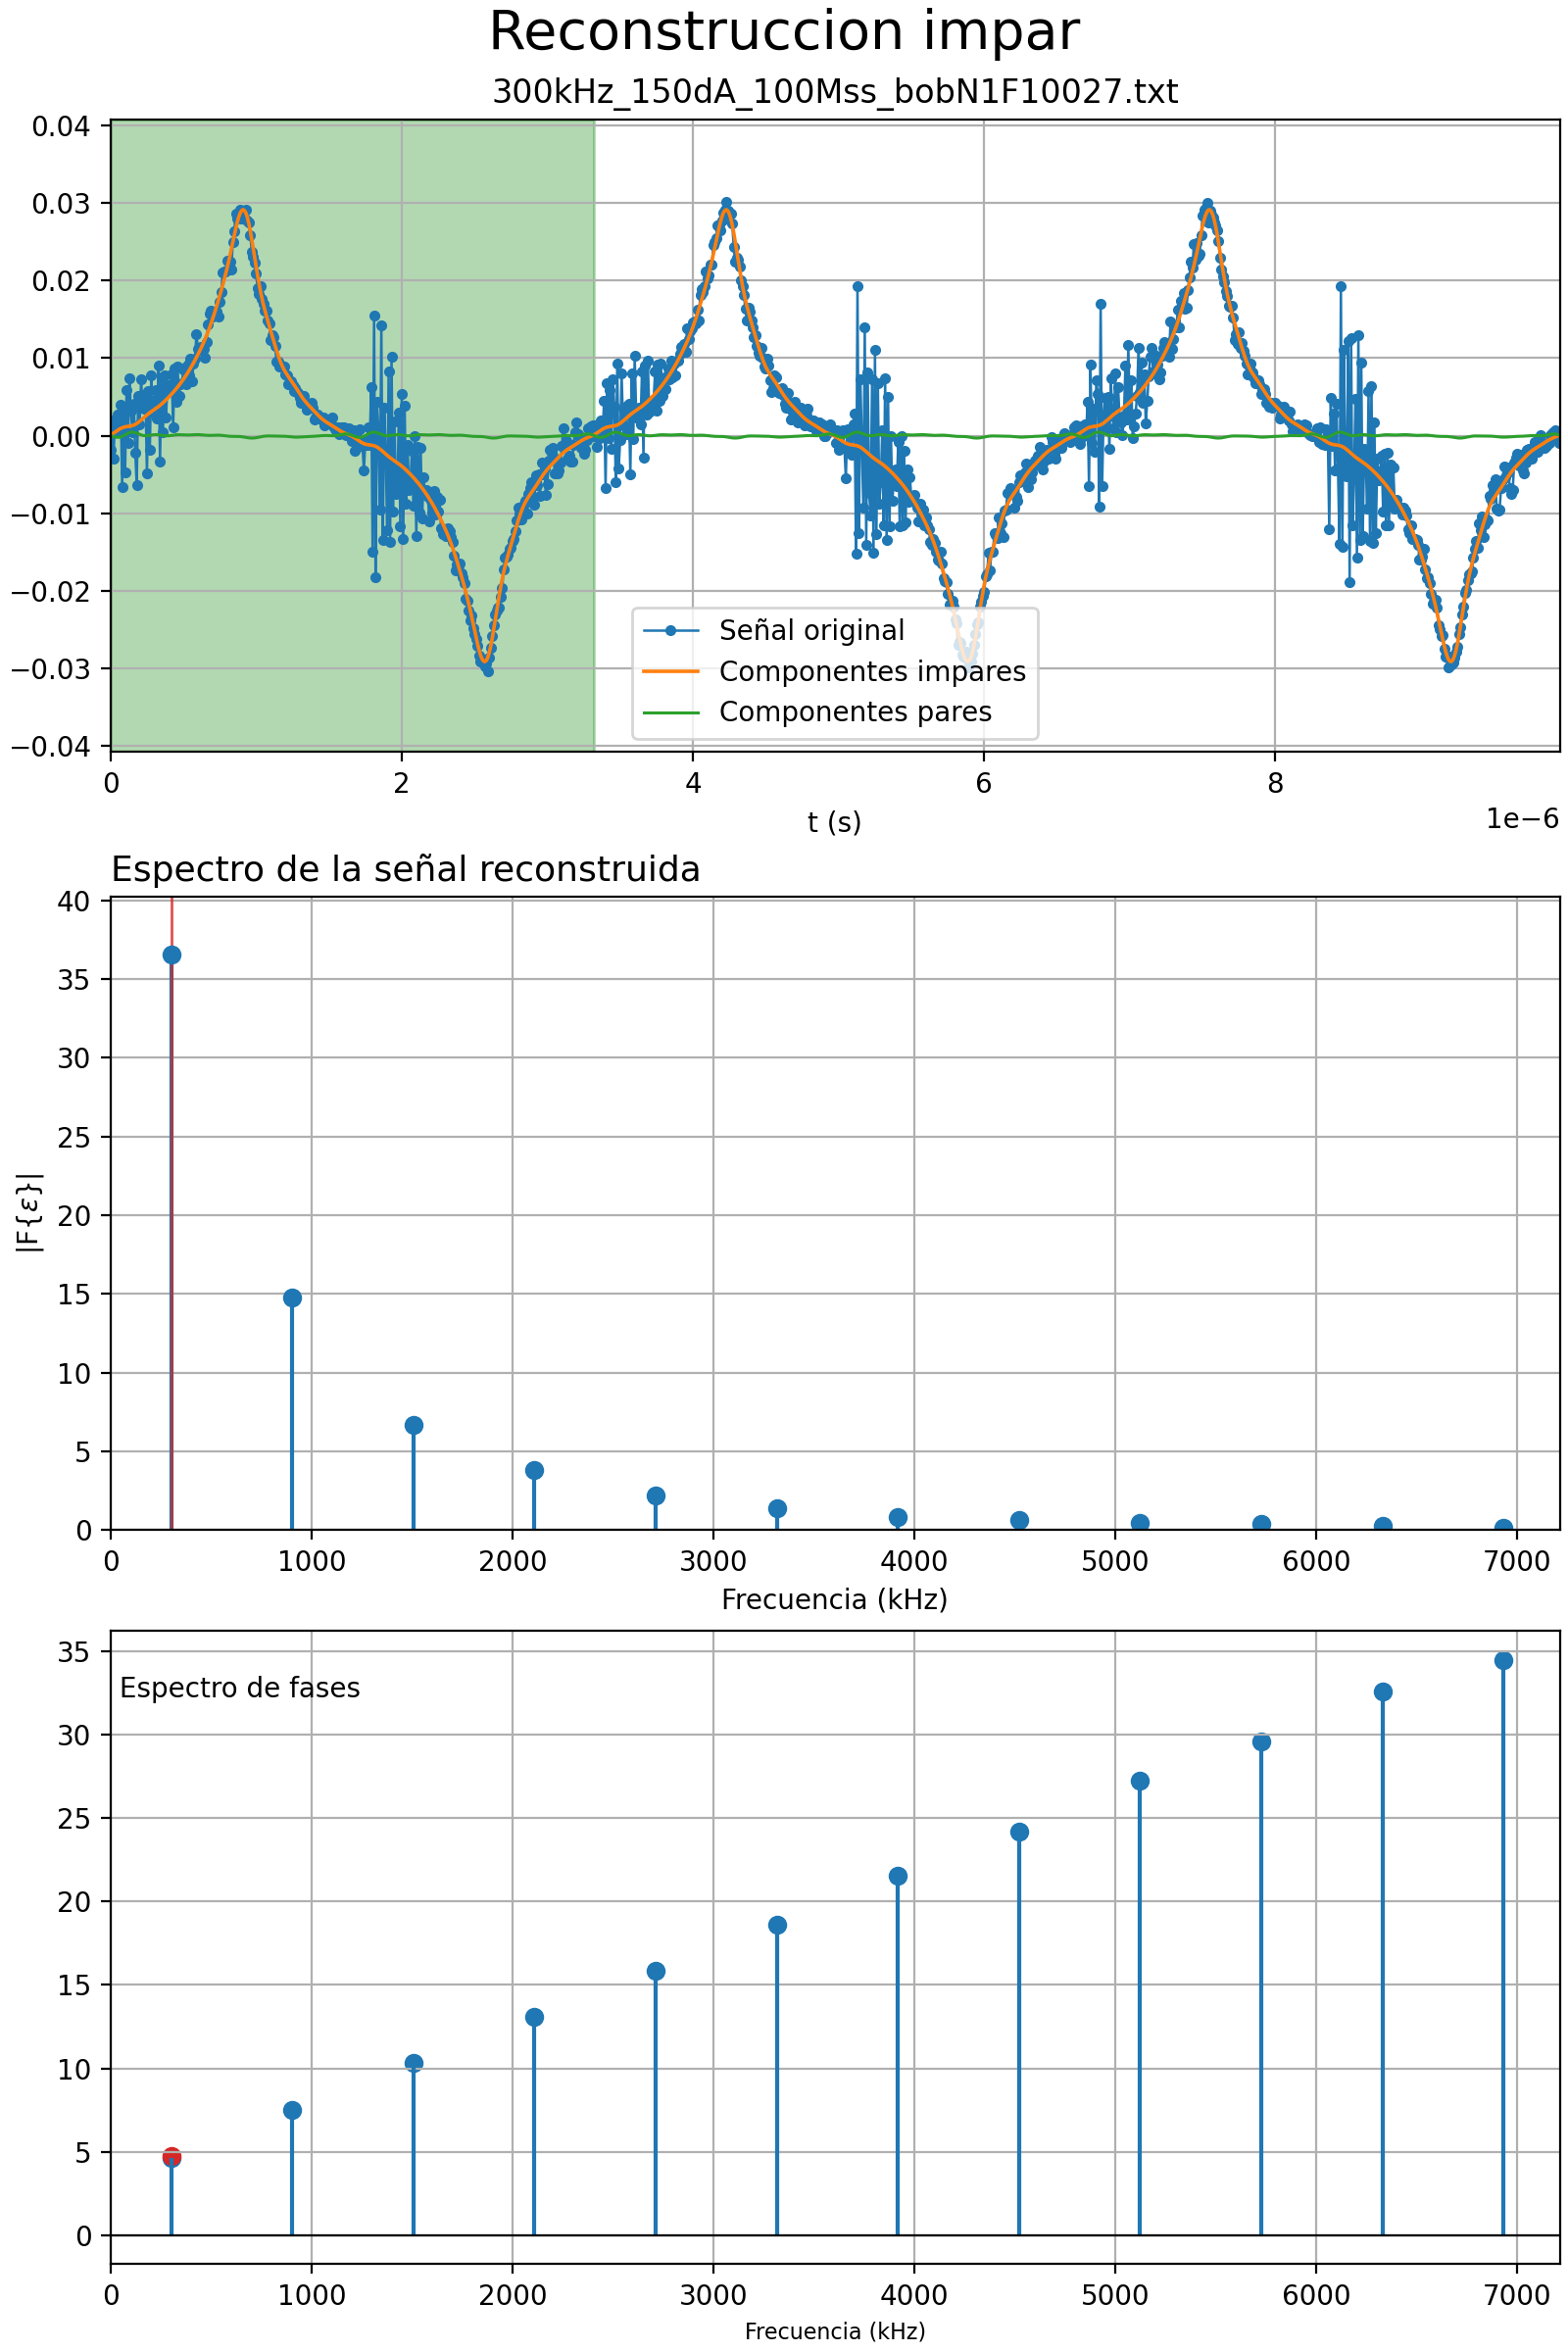 Reconstruccion impar
300kHz_150dA_100Mss_bobN1F10027.txt
0.04
0.03
0.02
0.01
0.00
−0.01
−0.02
−0.03
−0.04
Señal original
Componentes impares
Componentes pares
0 2 4 6 8
t (s)
1e−6
Espectro de la señal reconstruida
40
35
30
25
20
15
10
5
0
|F{ε}|
0 1000 2000 3000 4000 5000 6000 7000
Frecuencia (kHz)
35
Espectro de fases
30
25
20
15
10
5
0
0 1000 2000 3000 4000 5000 6000 7000
Frecuencia (kHz)